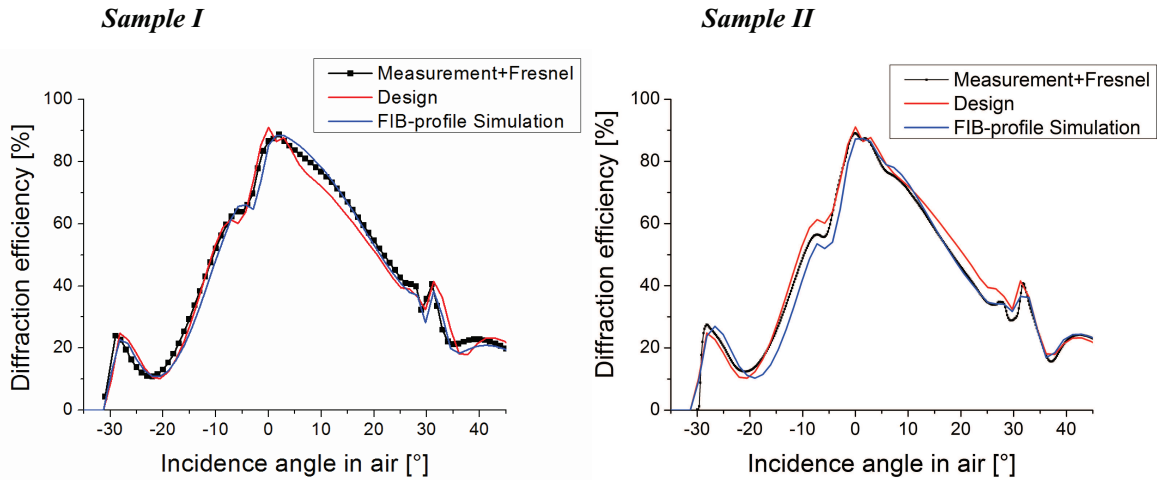 Sample I
Sample II
Measurement+Fresnel
Design
FIB-profile Simulation
100
80
60
40
20
0
Diffraction efficiency [%]
-30 -20 -10 0 10 20 30 40
Incidence angle in air [°]
Measurement+Fresnel
Design
FIB-profile Simulation
100
80
60
40
20
0
Diffraction efficiency [%]
-30 -20 -10 0 10 20 30 40
Incidence angle in air [°]